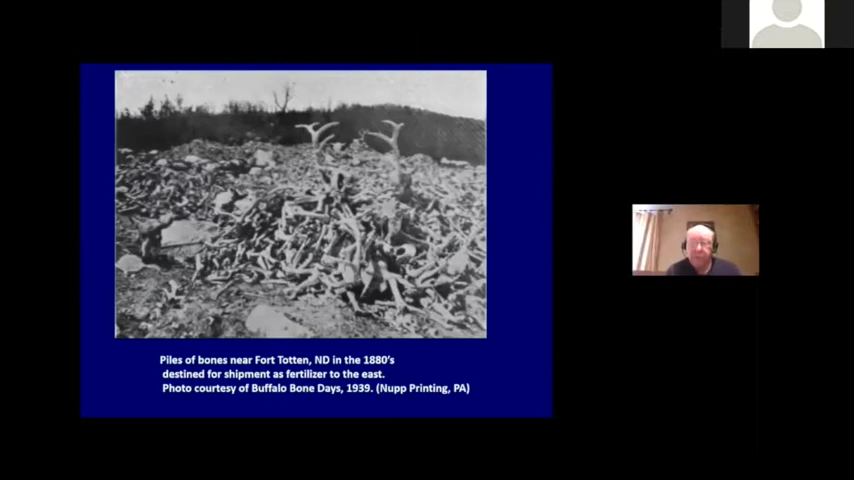 Piles of bones near Fort Totten, ND in the 1880's
destined for shipment as fertilizer to the east.
Photo courtesy of Buffalo Bone Days, 1939. (Nupp Printing, PA)